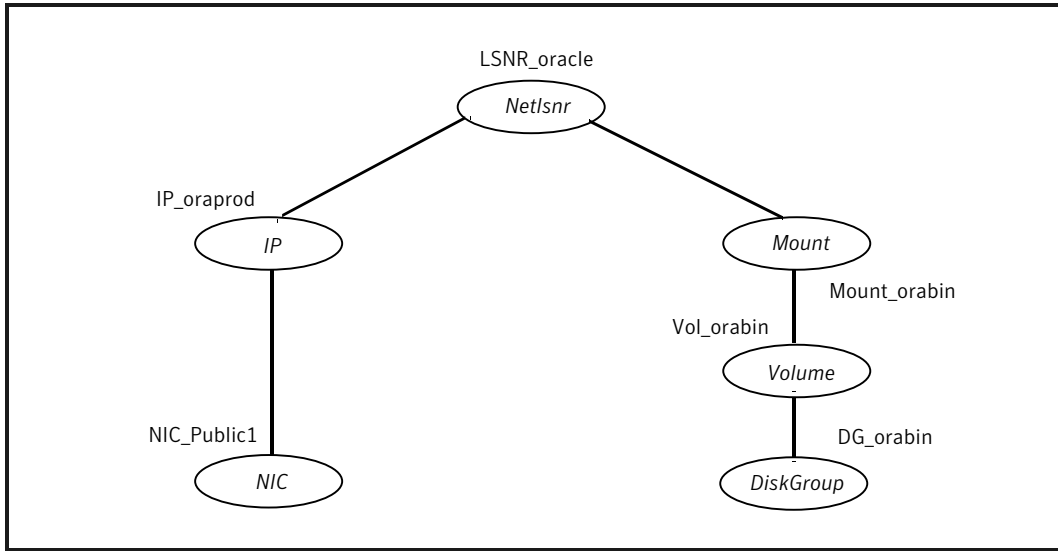 LSNR_oracle
Netlsnr
IP_oraprod
IP
Mount
Mount_orabin
Vol_orabin
Volume
NIC_Public1
DG_orabin
NIC
DiskGroup